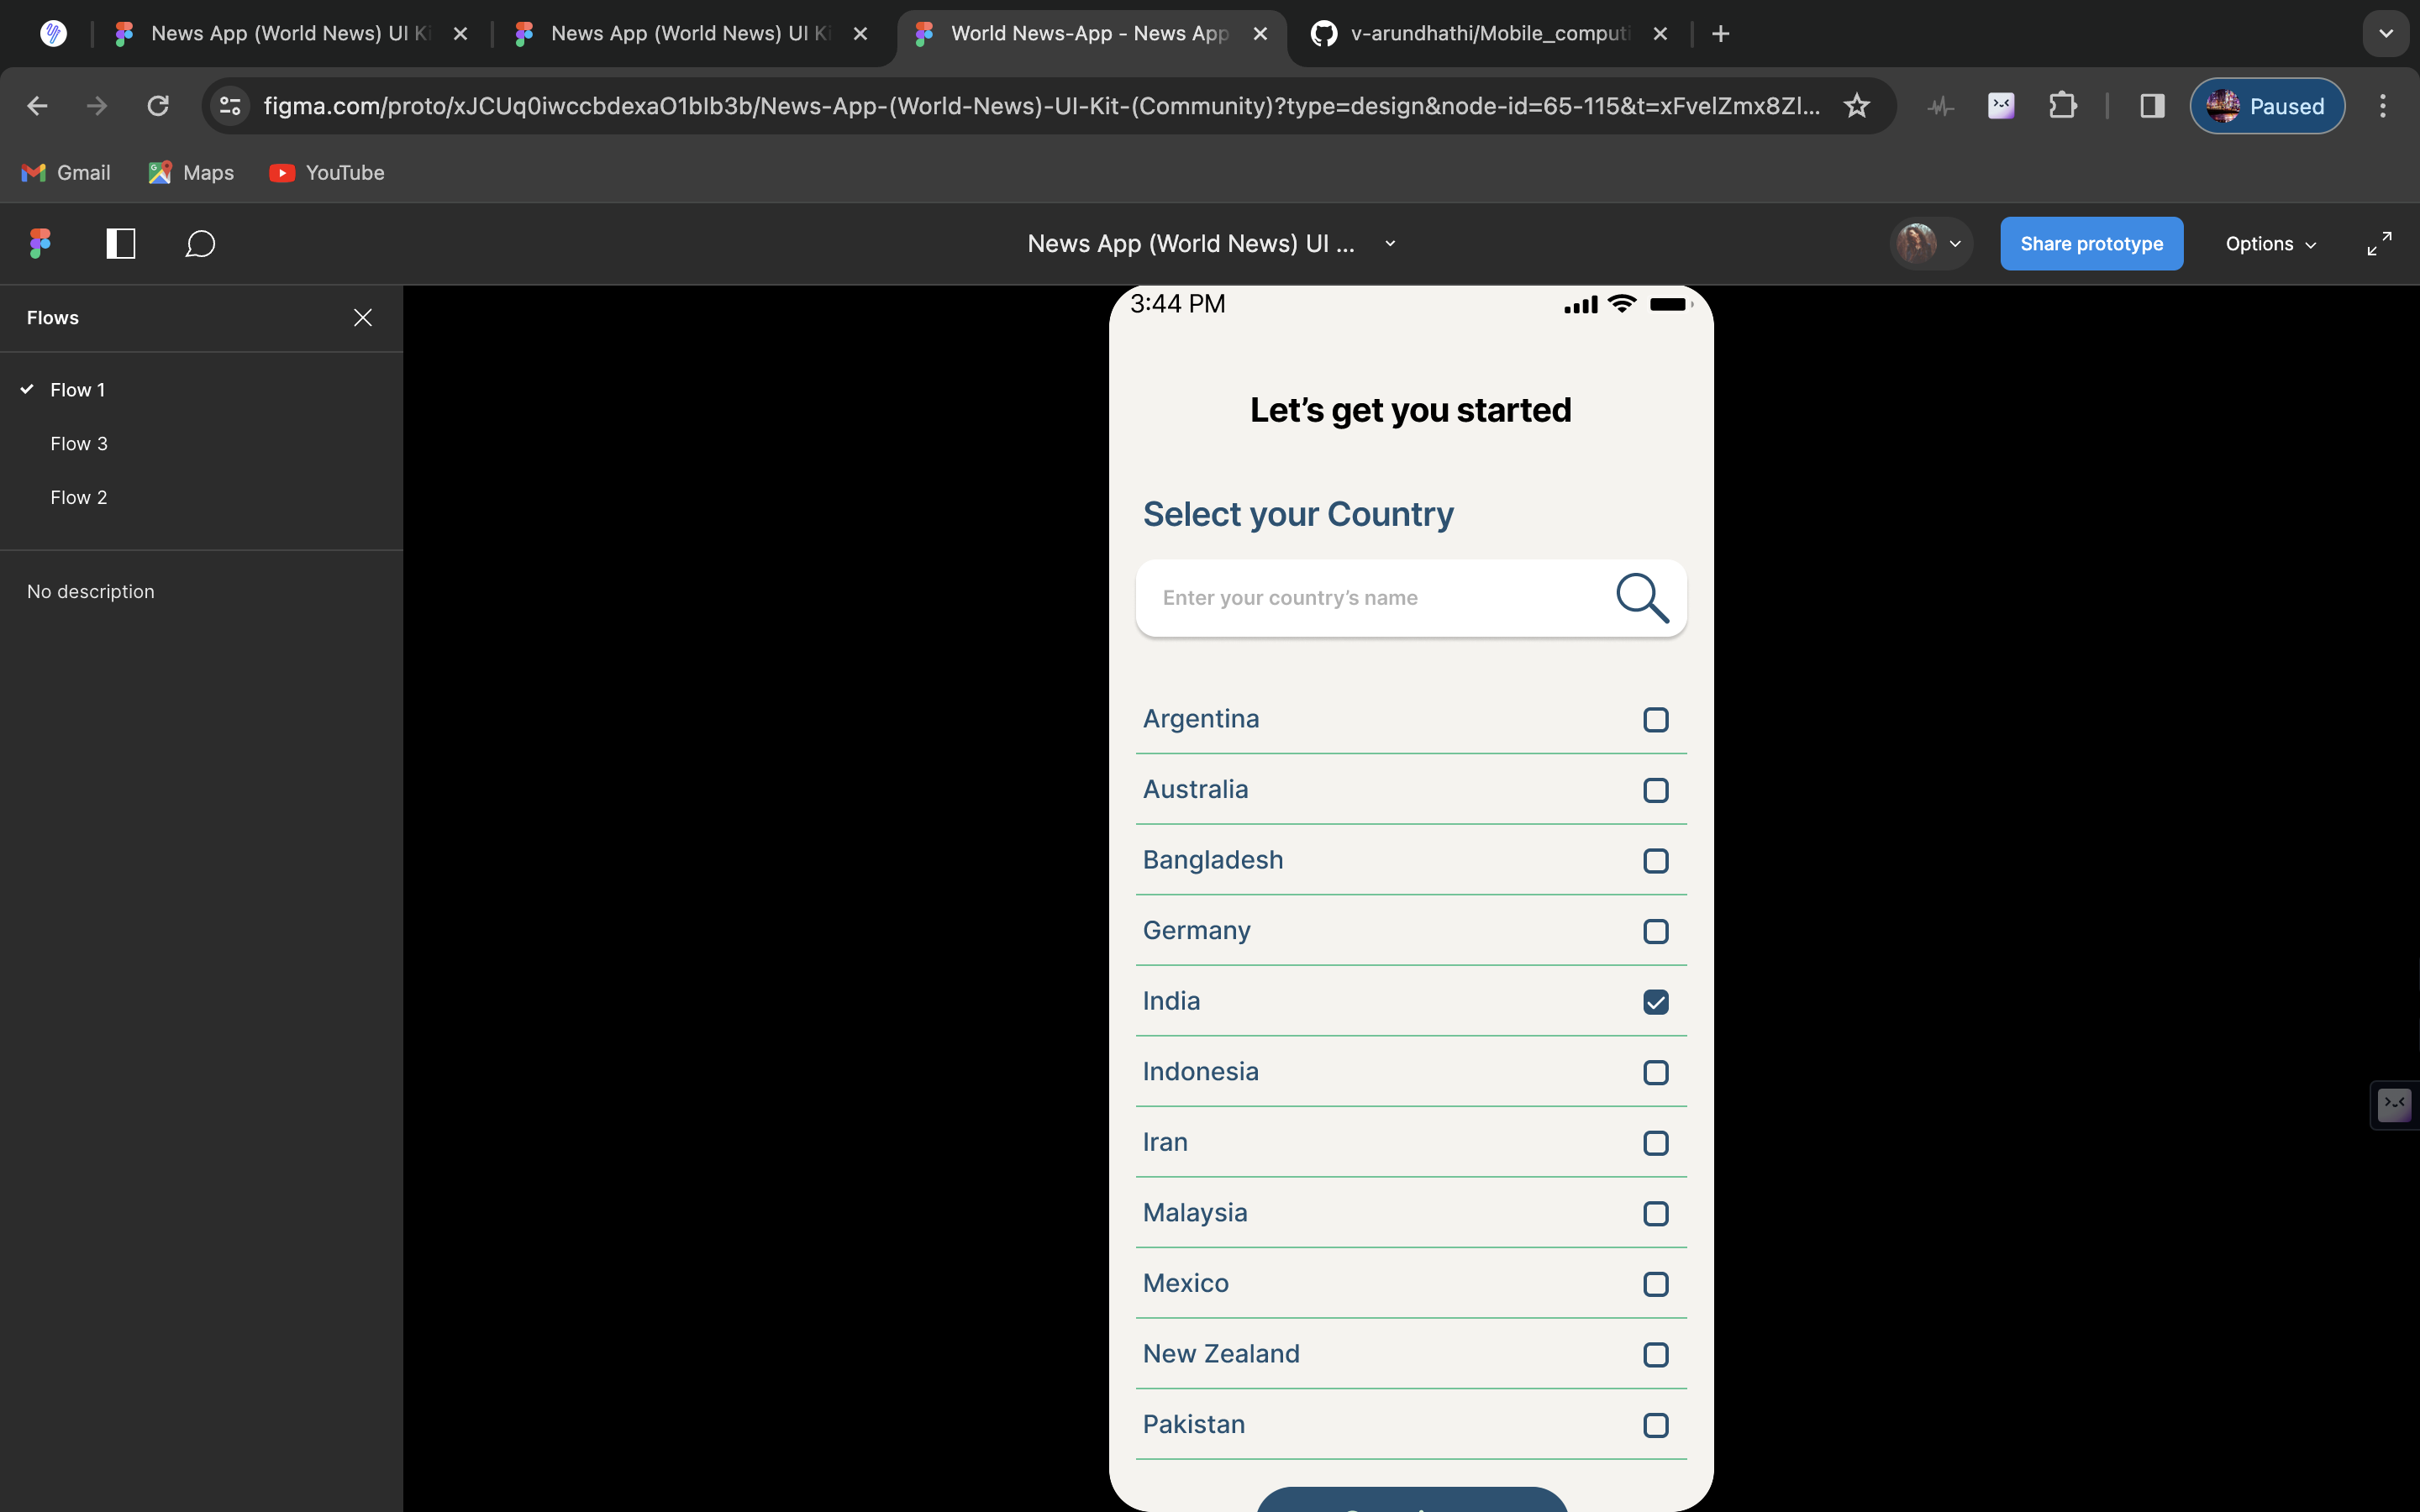 News App (World News) UI Ki
News App (World News) UI Ki
World News-App - News App
v-arundhathi/Mobile_computi
figma.com/proto/xJCUq0iwccbdexaO1bIb3b/News-App-(World-News)-UI-Kit-(Community)?type=design&node-id=65-115&t=xFvelZmx8Zl...
Paused
Gmail
Maps
YouTube
News App (World News) UI ...
Share prototype
Options
Flows
Flow 1
Flow 3
Flow 2
No description
3:44 PM
Let’s get you started
Select your Country
Enter your country’s name
Argentina
Australia
Bangladesh
Germany
India
Indonesia
Iran
Malaysia
Mexico
New Zealand
Pakistan